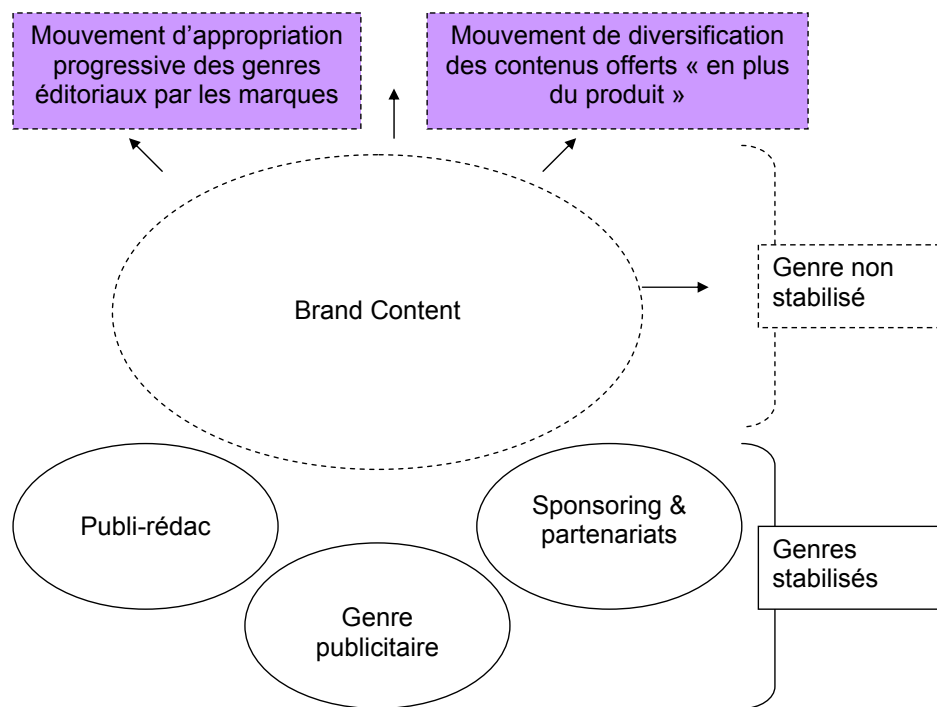 Mouvement d’appropriation
progressive des genres
éditoriaux par les marques
Mouvement de diversification
des contenus offerts « en plus
du produit »
Brand Content
Genre non
stabilisé
Publi-rédac
Sponsoring &
partenariats
Genre
publicitaire
Genres
stabilisés